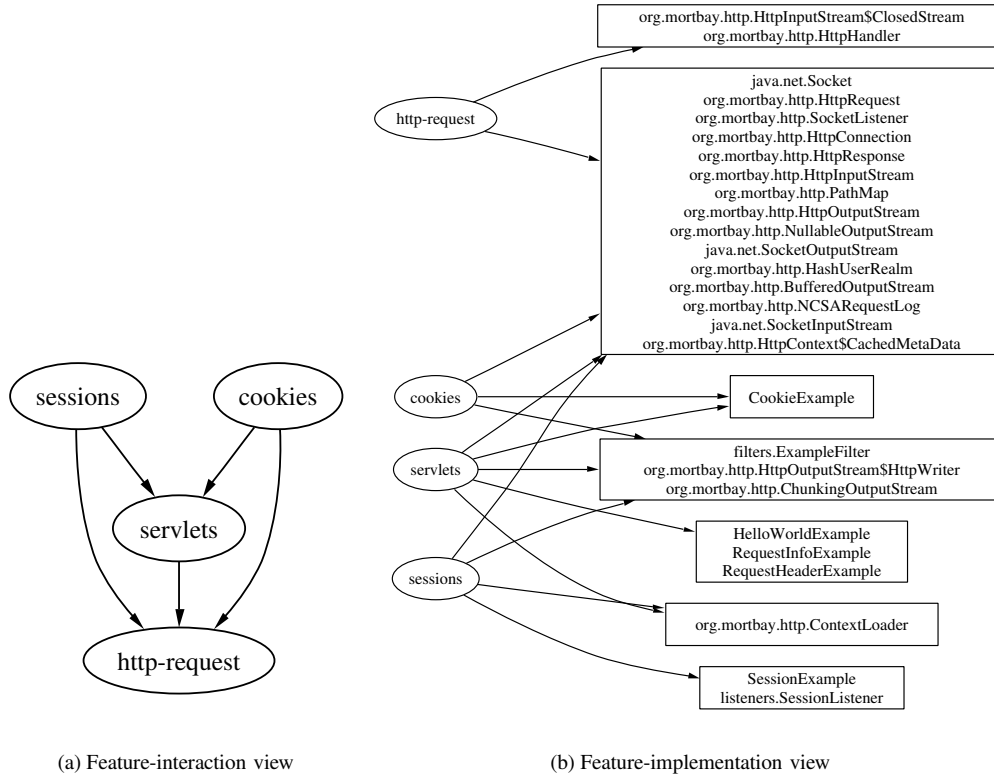 sessions
cookies
servlets
http-request
(a) Feature-interaction view
http-request
cookies
servlets
sessions
org.mortbay.http.HttpInputStream$ClosedStream
org.mortbay.http.HttpHandler
java.net.Socket
org.mortbay.http.HttpRequest
org.mortbay.http.SocketListener
org.mortbay.http.HttpConnection
org.mortbay.http.HttpResponse
org.mortbay.http.HttpInputStream
org.mortbay.http.PathMap
org.mortbay.http.HttpOutputStream
org.mortbay.http.NullableOutputStream
java.net.SocketOutputStream
org.mortbay.http.HashUserRealm
org.mortbay.http.BufferedOutputStream
org.mortbay.http.NCSARequestLog
java.net.SocketInputStream
org.mortbay.http.HttpContext$CachedMetaData
CookieExample
filters.ExampleFilter
org.mortbay.http.HttpOutputStream$HttpWriter
org.mortbay.http.ChunkingOutputStream
HelloWorldExample
RequestInfoExample
RequestHeaderExample
org.mortbay.http.ContextLoader
SessionExample
listeners.SessionListener
(b) Feature-implementation view